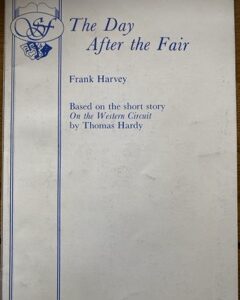 The Day
After the Fair
Frank Harvey
Based on the short story
On the Western Circuit
by Thomas Hardy